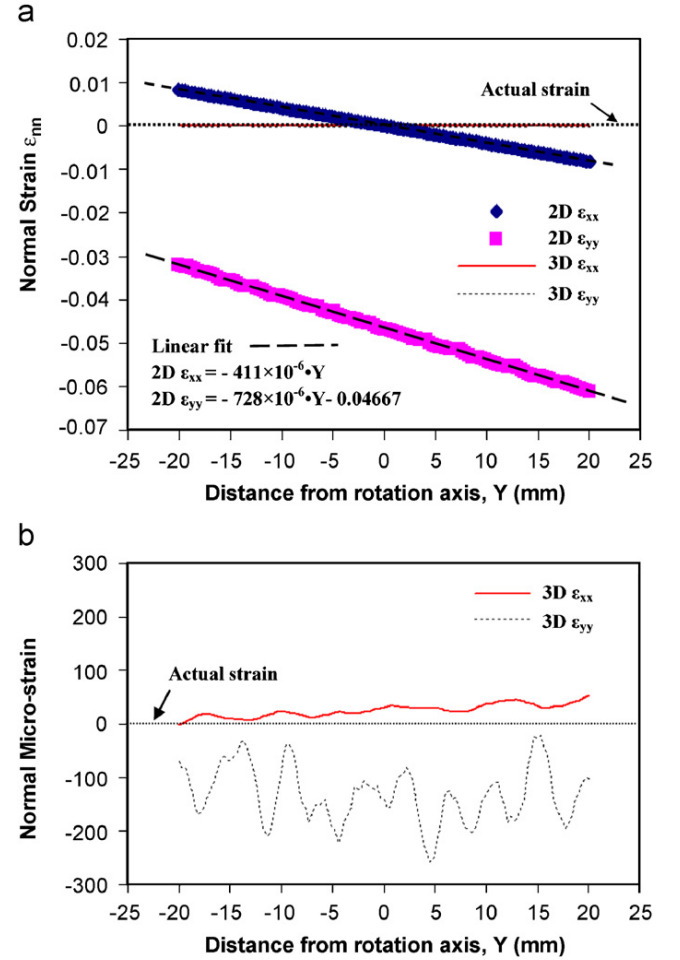 a
0.02
0.01
0
-0.01
-0.02
-0.03
-0.04
-0.05
-0.06
-0.07
Normal Strain εnn
Actual strain
2D εxx
2D εyy
3D εxx
3D εyy
Linear fit
2D εxx = - 411×10-6•Y
2D εyy = - 728×10-6•Y- 0.04667
-25 -20 -15 -10 -5 0 5 10 15 20 25
Distance from rotation axis, Y (mm)
b
300
200
100
0
-100
-200
-300
Normal Micro-strain
3D εxx
3D εyy
Actual strain
-25 -20 -15 -10 -5 0 5 10 15 20 25
Distance from rotation axis, Y (mm)